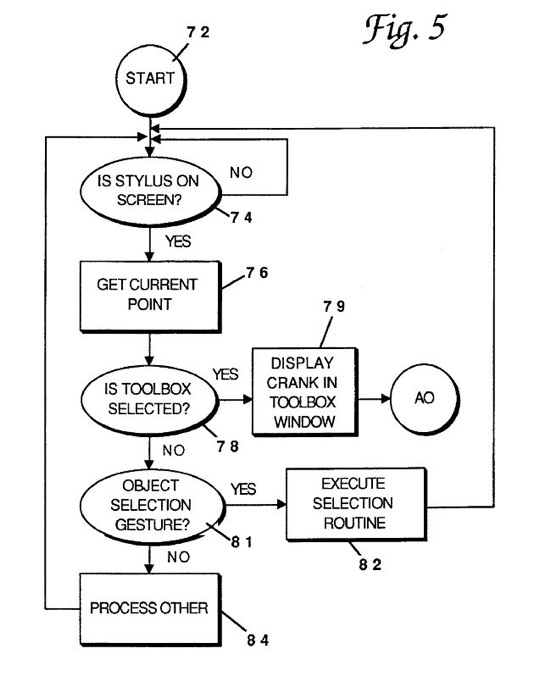 Fig. 5
72
START
IS STYLUS ON
SCREEN?
NO
74
YES
GET CURRENT
POINT
76
79
IS TOOLBOX
SELECTED?
YES
78
DISPLAY
CRANK IN
TOOLBOX
WINDOW
AO
NO
OBJECT
SELECTION
GESTURE?
YES
81
EXECUTE
SELECTION
ROUTINE
82
NO
PROCESS OTHER
84